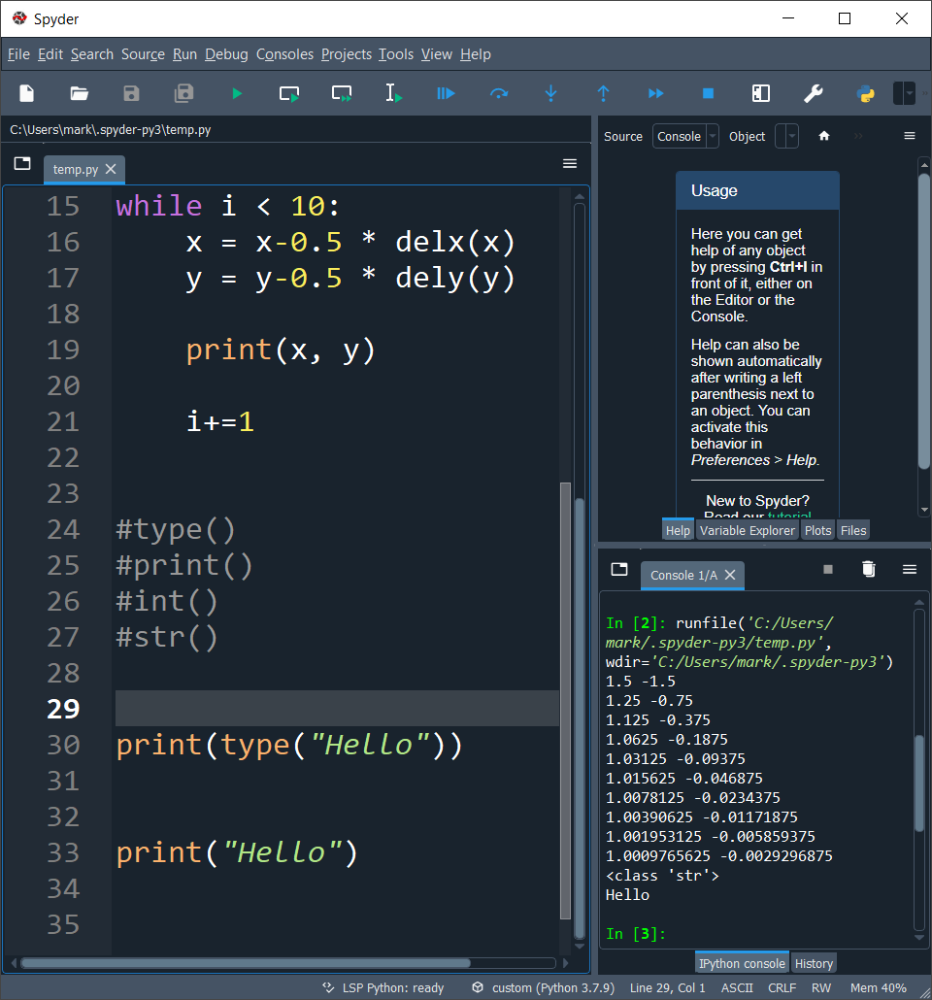 Spyder
File Edit Search Source Run Debug Consoles Projects Tools View Help
C:\Users\mark\.spyder-py3\temp.py
temp.py
15 while i < 10:
16     x = x-0.5 * delx(x)
17     y = y-0.5 * dely(y)
18
19     print(x, y)
20
21     i+=1
22
23
24 #type()
25 #print()
26 #int()
27 #str()
28
29
30 print(type("Hello"))
31
32
33 print("Hello")
34
35
Source Console Object
Usage
Here you can get
help of any object
by pressing Ctrl+I in
front of it, either on
the Editor or the
Console.
Help can also be
shown automatically
after writing a left
parenthesis next to
an object. You can
activate this
behavior in
Preferences > Help.
New to Spyder?
Read our tutorial
Help Variable Explorer Plots Files
Console 1/A
In [2]: runfile('C:/Users/
mark/.spyder-py3/temp.py',
wdir='C:/Users/mark/.spyder-py3')
1.5 -1.5
1.25 -0.75
1.125 -0.375
1.0625 -0.1875
1.03125 -0.09375
1.015625 -0.046875
1.0078125 -0.0234375
1.00390625 -0.01171875
1.001953125 -0.005859375
1.0009765625 -0.0029296875
<class 'str'>
Hello
In [3]:
IPython console History
LSP Python: ready custom (Python 3.7.9) Line 29, Col 1 ASCII CRLF RW Mem 40%